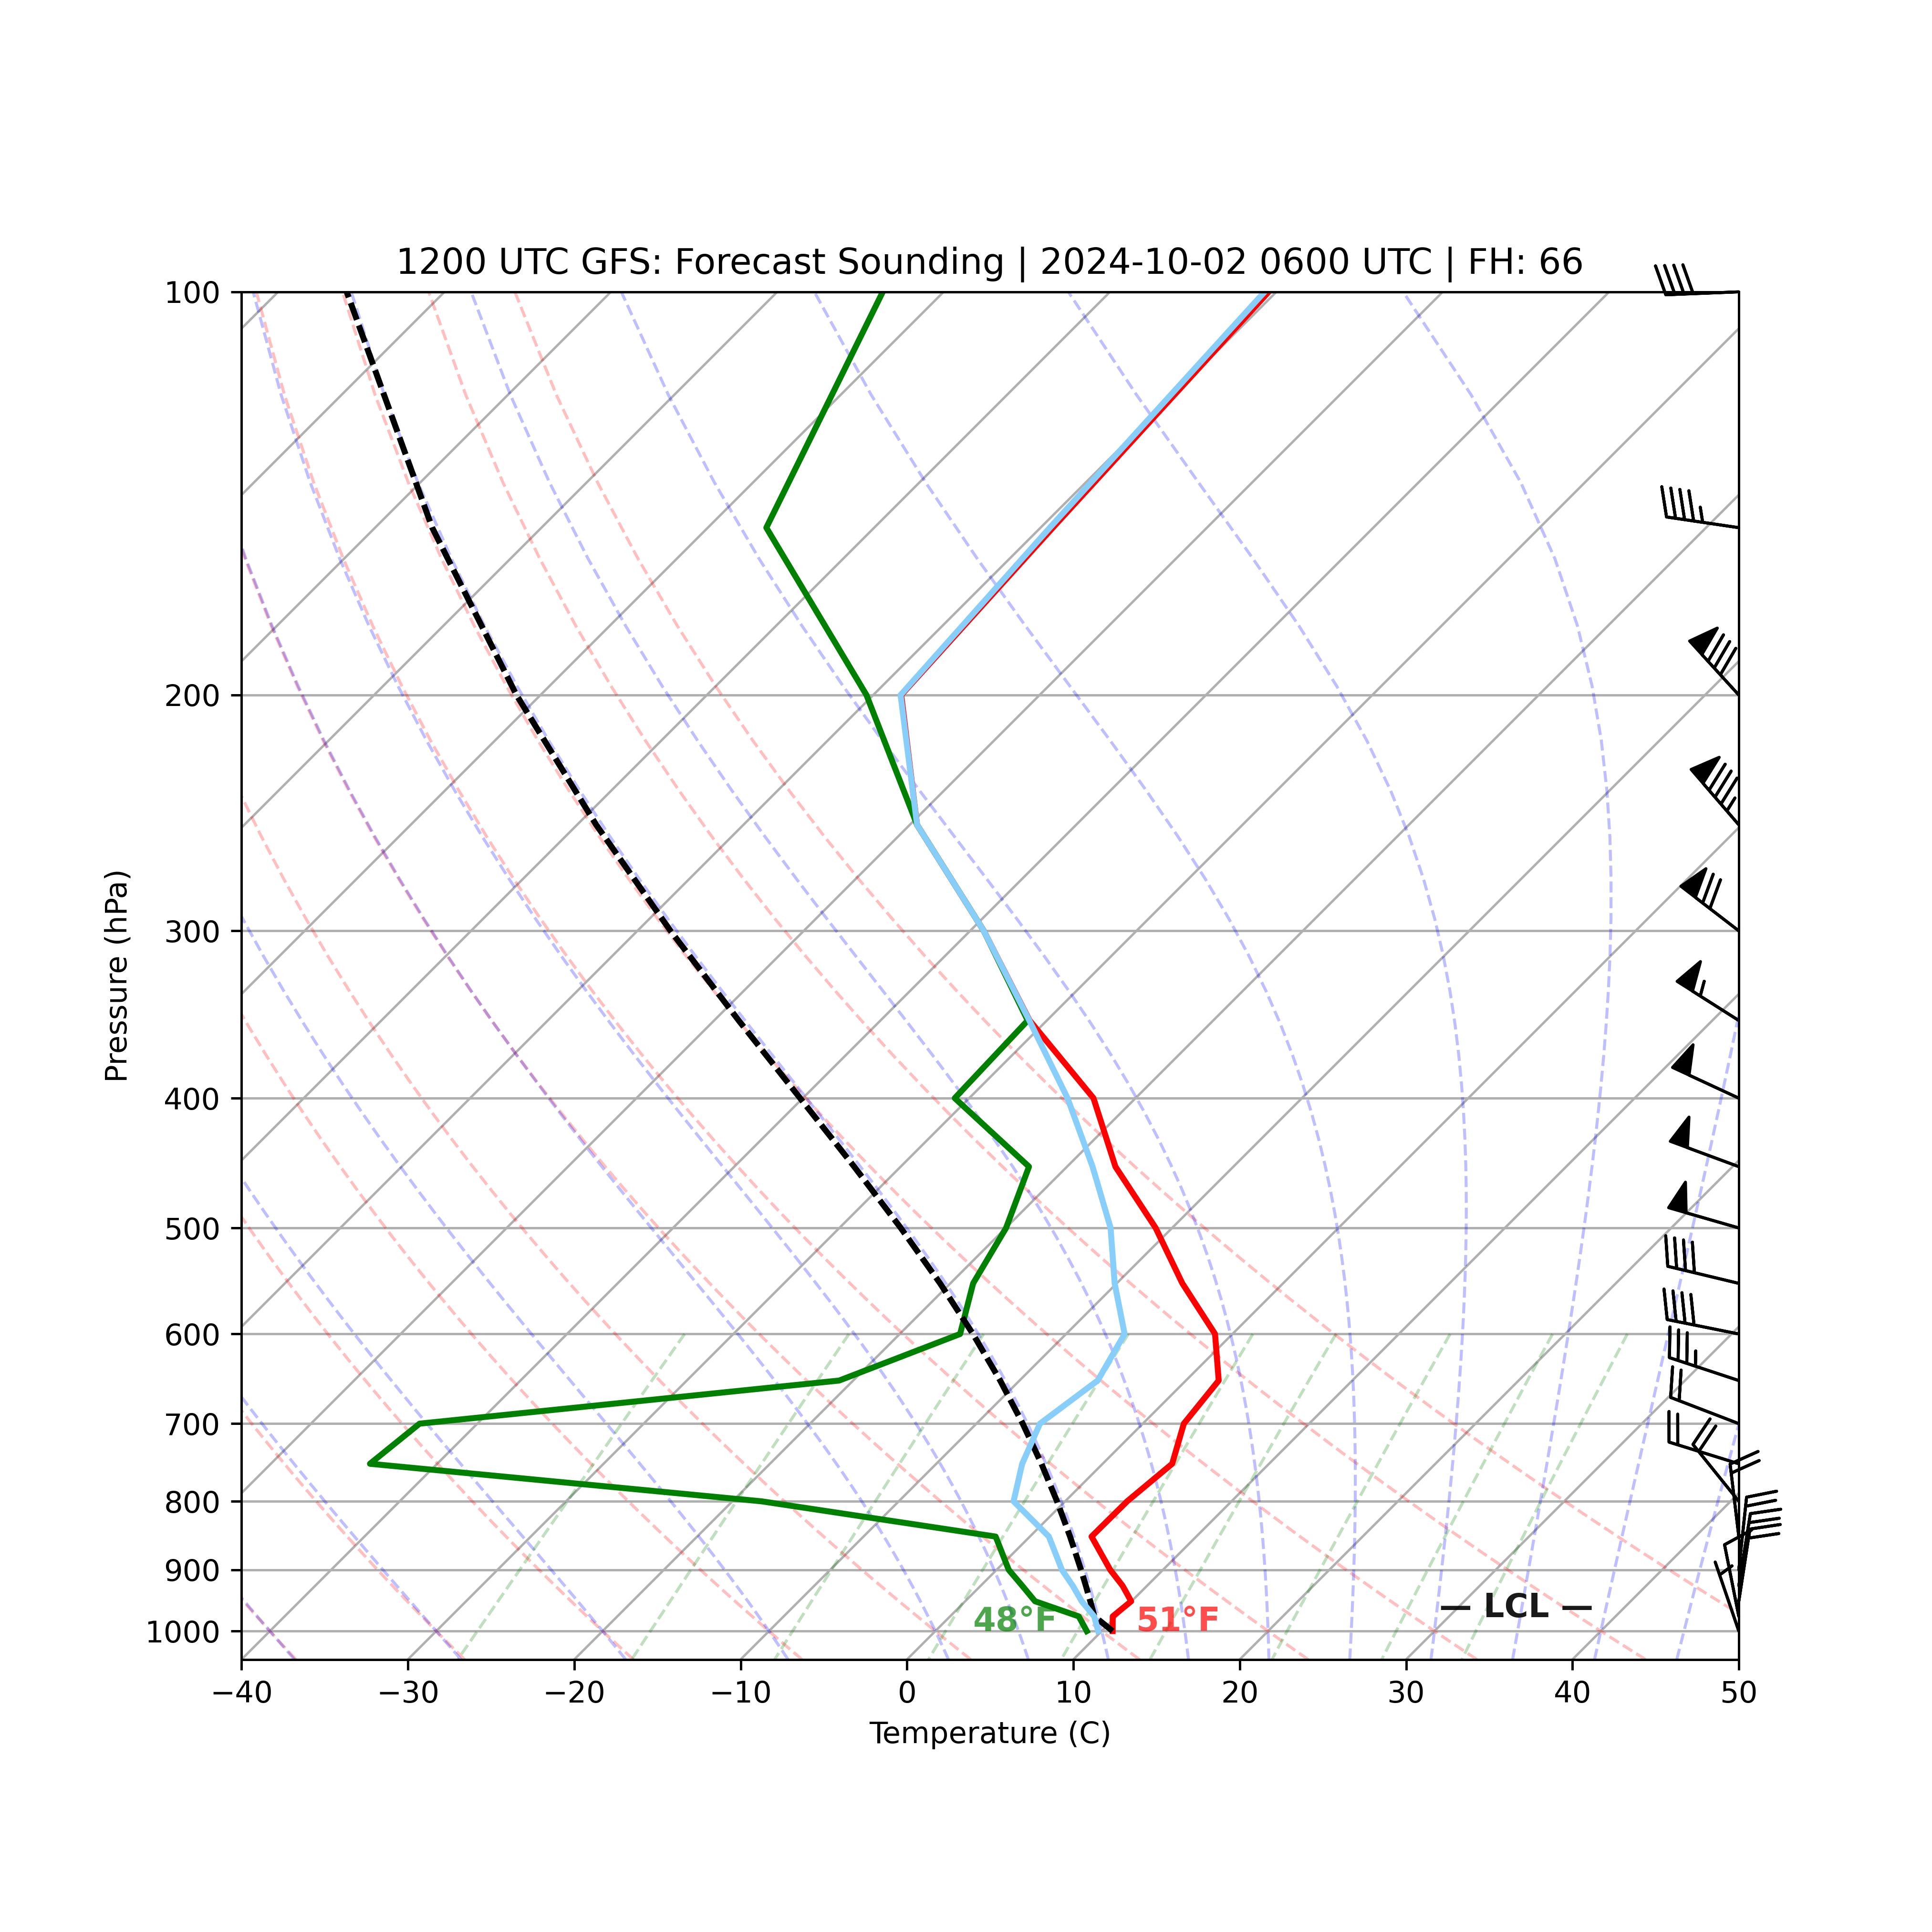 1200 UTC GFS: Forecast Sounding | 2024-10-02 0600 UTC | FH: 66
100
200
300
400
500
600
700
800
900
1000
Pressure (hPa)
48°F
51°F
— LCL —
−40 −30 −20 −10 0 10 20 30 40 50
Temperature (C)